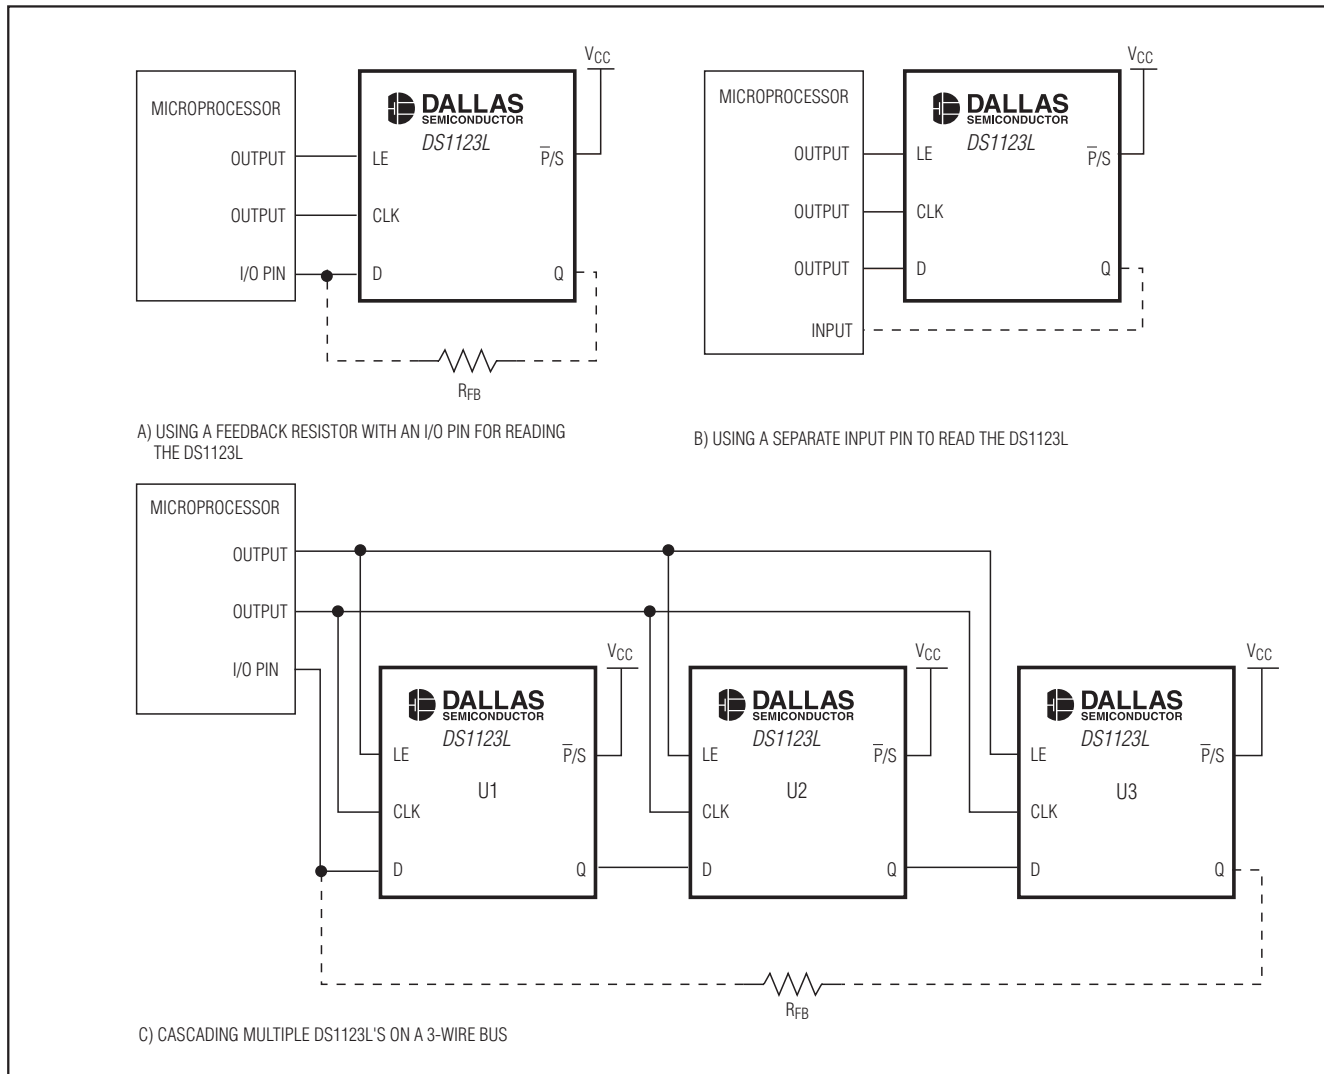 MICROPROCESSOR
OUTPUT
OUTPUT
I/O PIN
DALLAS
SEMICONDUCTOR
DS1123L
LE
CLK
D
P̅/S
Q
VCC
RFB
A) USING A FEEDBACK RESISTOR WITH AN I/O PIN FOR READING
THE DS1123L
MICROPROCESSOR
OUTPUT
OUTPUT
OUTPUT
INPUT
DALLAS
SEMICONDUCTOR
DS1123L
LE
CLK
D
P̅/S
Q
VCC
B) USING A SEPARATE INPUT PIN TO READ THE DS1123L
MICROPROCESSOR
OUTPUT
OUTPUT
I/O PIN
DALLAS
SEMICONDUCTOR
DS1123L
LE
P̅/S
U1
CLK
D
Q
VCC
DALLAS
SEMICONDUCTOR
DS1123L
LE
P̅/S
U2
CLK
D
Q
VCC
DALLAS
SEMICONDUCTOR
DS1123L
LE
P̅/S
U3
CLK
D
Q
VCC
RFB
C) CASCADING MULTIPLE DS1123L'S ON A 3-WIRE BUS